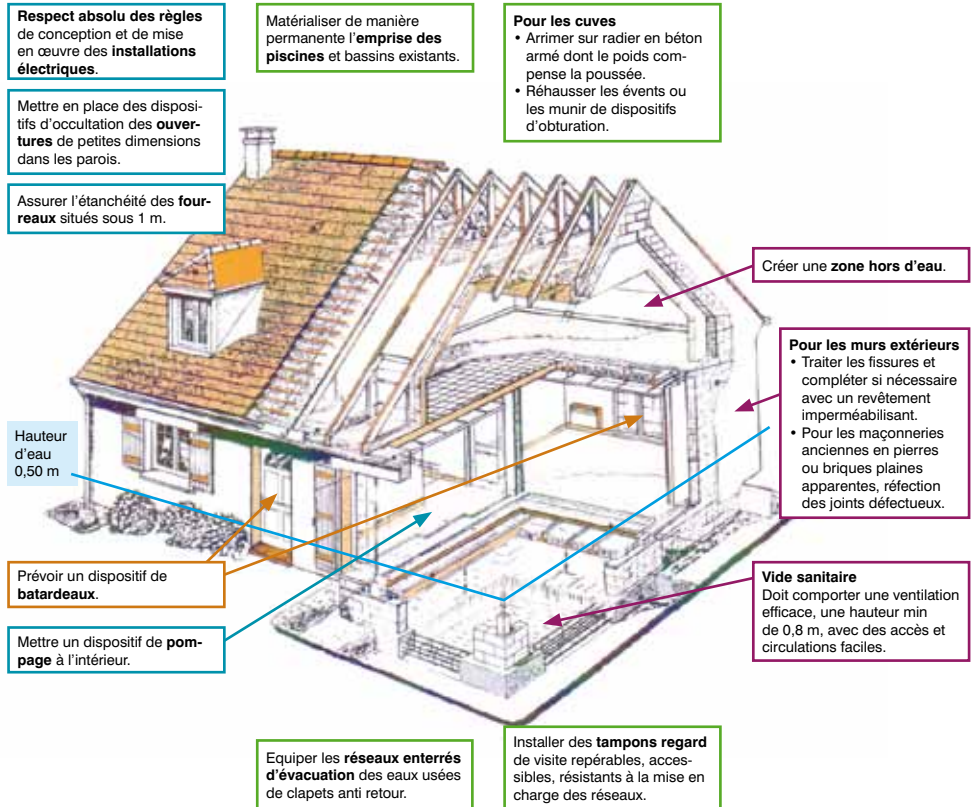 Respect absolu des règles
de conception et de mise
en œuvre des installations
électriques.
Matérialiser de manière
permanente l'emprise des
piscines et bassins existants.
Pour les cuves
• Arrimer sur radier en béton
armé dont le poids com-
pense la poussée.
• Réhausser les évents ou
les munir de dispositifs
d'obturation.
Mettre en place des disposi-
tifs d'occultation des ouver-
tures de petites dimensions
dans les parois.
Assurer l'étanchéité des four-
reaux situés sous 1 m.
Créer une zone hors d'eau.
Pour les murs extérieurs
• Traiter les fissures et
compléter si nécessaire
avec un revêtement
imperméabilisant.
• Pour les maçonneries
anciennes en pierres
ou briques plaines
apparentes, réfection
des joints défectueux.
Hauteur
d'eau
0,50 m
Prévoir un dispositif de
batardeaux.
Vide sanitaire
Doit comporter une ventilation
efficace, une hauteur min
de 0,8 m, avec des accès et
circulations faciles.
Mettre un dispositif de pom-
page à l'intérieur.
Equiper les réseaux enterrés
d'évacuation des eaux usées
de clapets anti retour.
Installer des tampons regard
de visite repérables, acces-
sibles, résistants à la mise en
charge des réseaux.